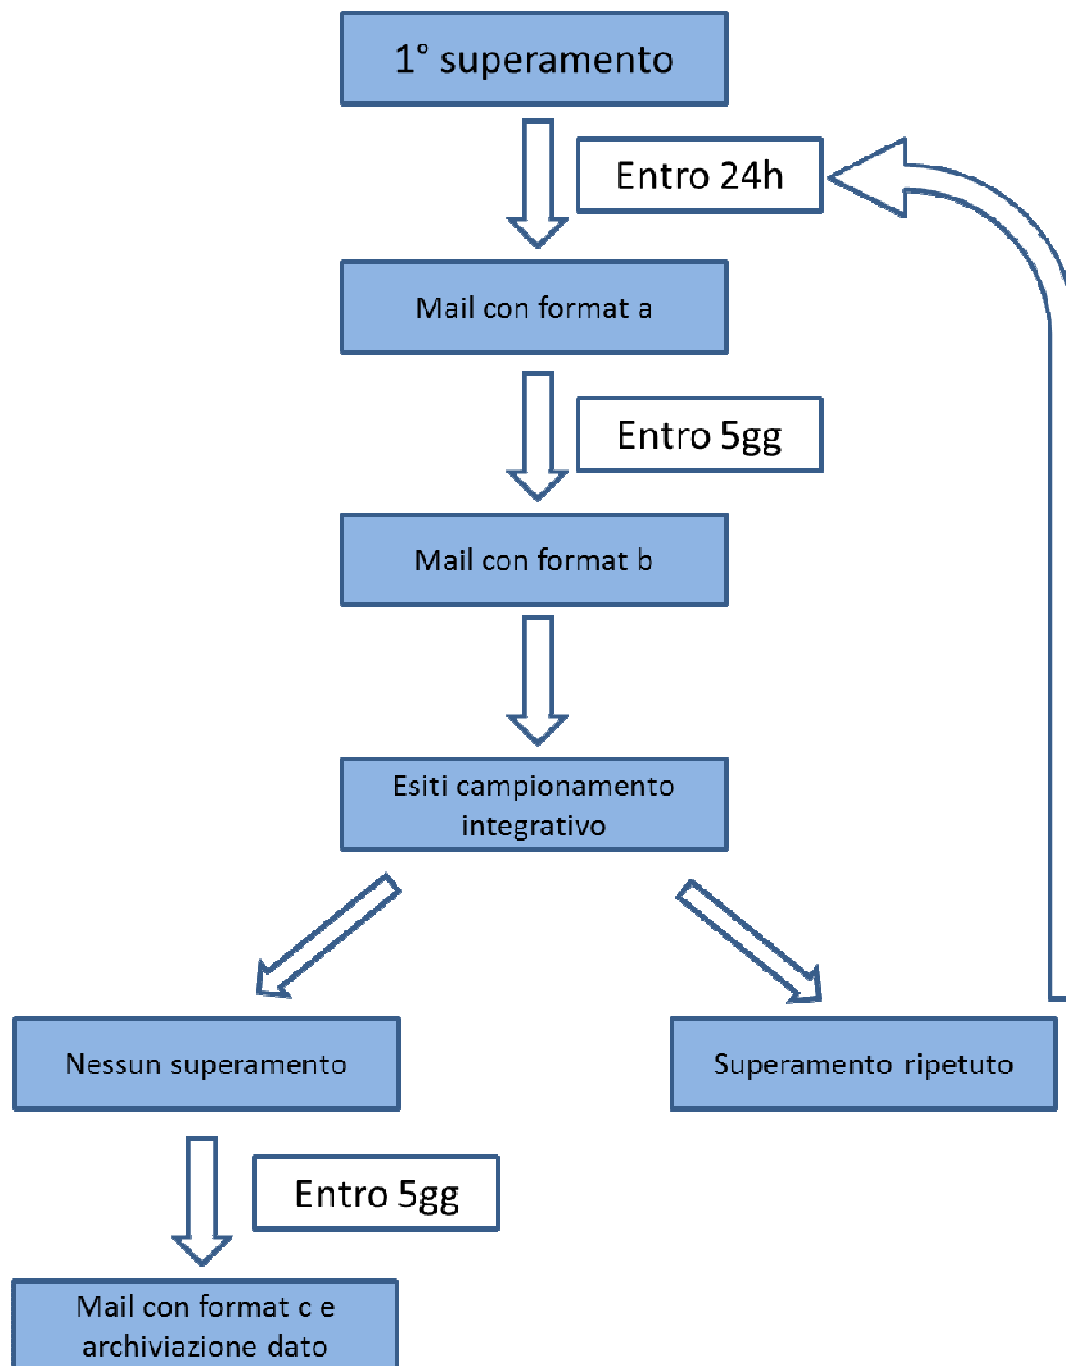 1° superamento
Entro 24h
Mail con format a
Entro 5gg
Mail con format b
Esiti campionamento
integrativo
Nessun superamento
Superamento ripetuto
Entro 5gg
Mail con format c e
archiviazione dato